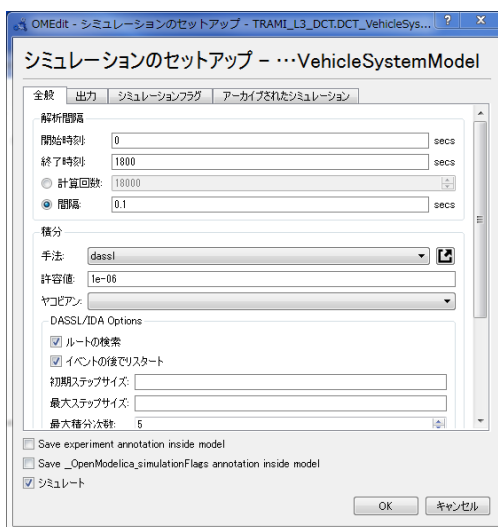 OMEdit - シミュレーションのセットアップ - TRAMI_L3_DCT.DCT_VehicleSys...
シミュレーションのセットアップ - …VehicleSystemModel
全般 出力 シミュレーションフラグ アーカイブされたシミュレーション
解析間隔
開始時刻: 0 secs
終了時刻: 1800 secs
計算回数: 18000
間隔: 0.1 secs
積分
手法: dassl
許容値: 1e-06
ヤコビアン:
DASSL/IDA Options
ルートの検索
イベントの後でリスタート
初期ステップサイズ:
最大ステップサイズ:
最大積分次数: 5
Save experiment annotation inside model
Save _OpenModelica_simulationFlags annotation inside model
シミュレート
OK キャンセル